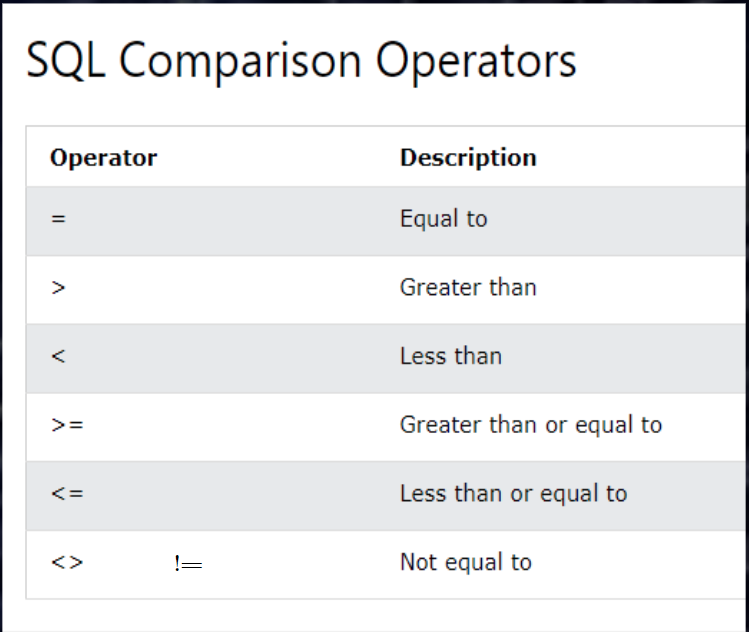 SQL Comparison Operators
Operator Description
= Equal to
> Greater than
< Less than
>= Greater than or equal to
<= Less than or equal to
<> != Not equal to